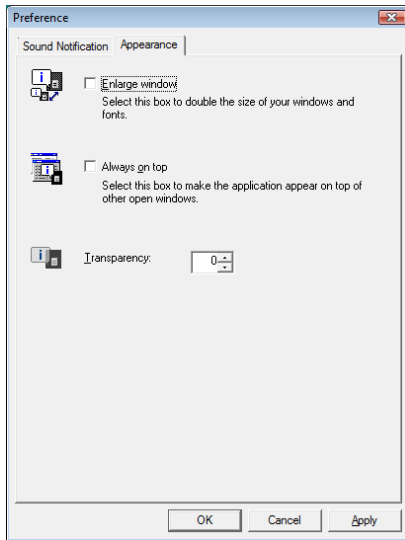 Preference
Sound Notification Appearance
Enlarge window
Select this box to double the size of your windows and
fonts.
Always on top
Select this box to make the application appear on top of
other open windows.
Transparency: 0
OK Cancel Apply